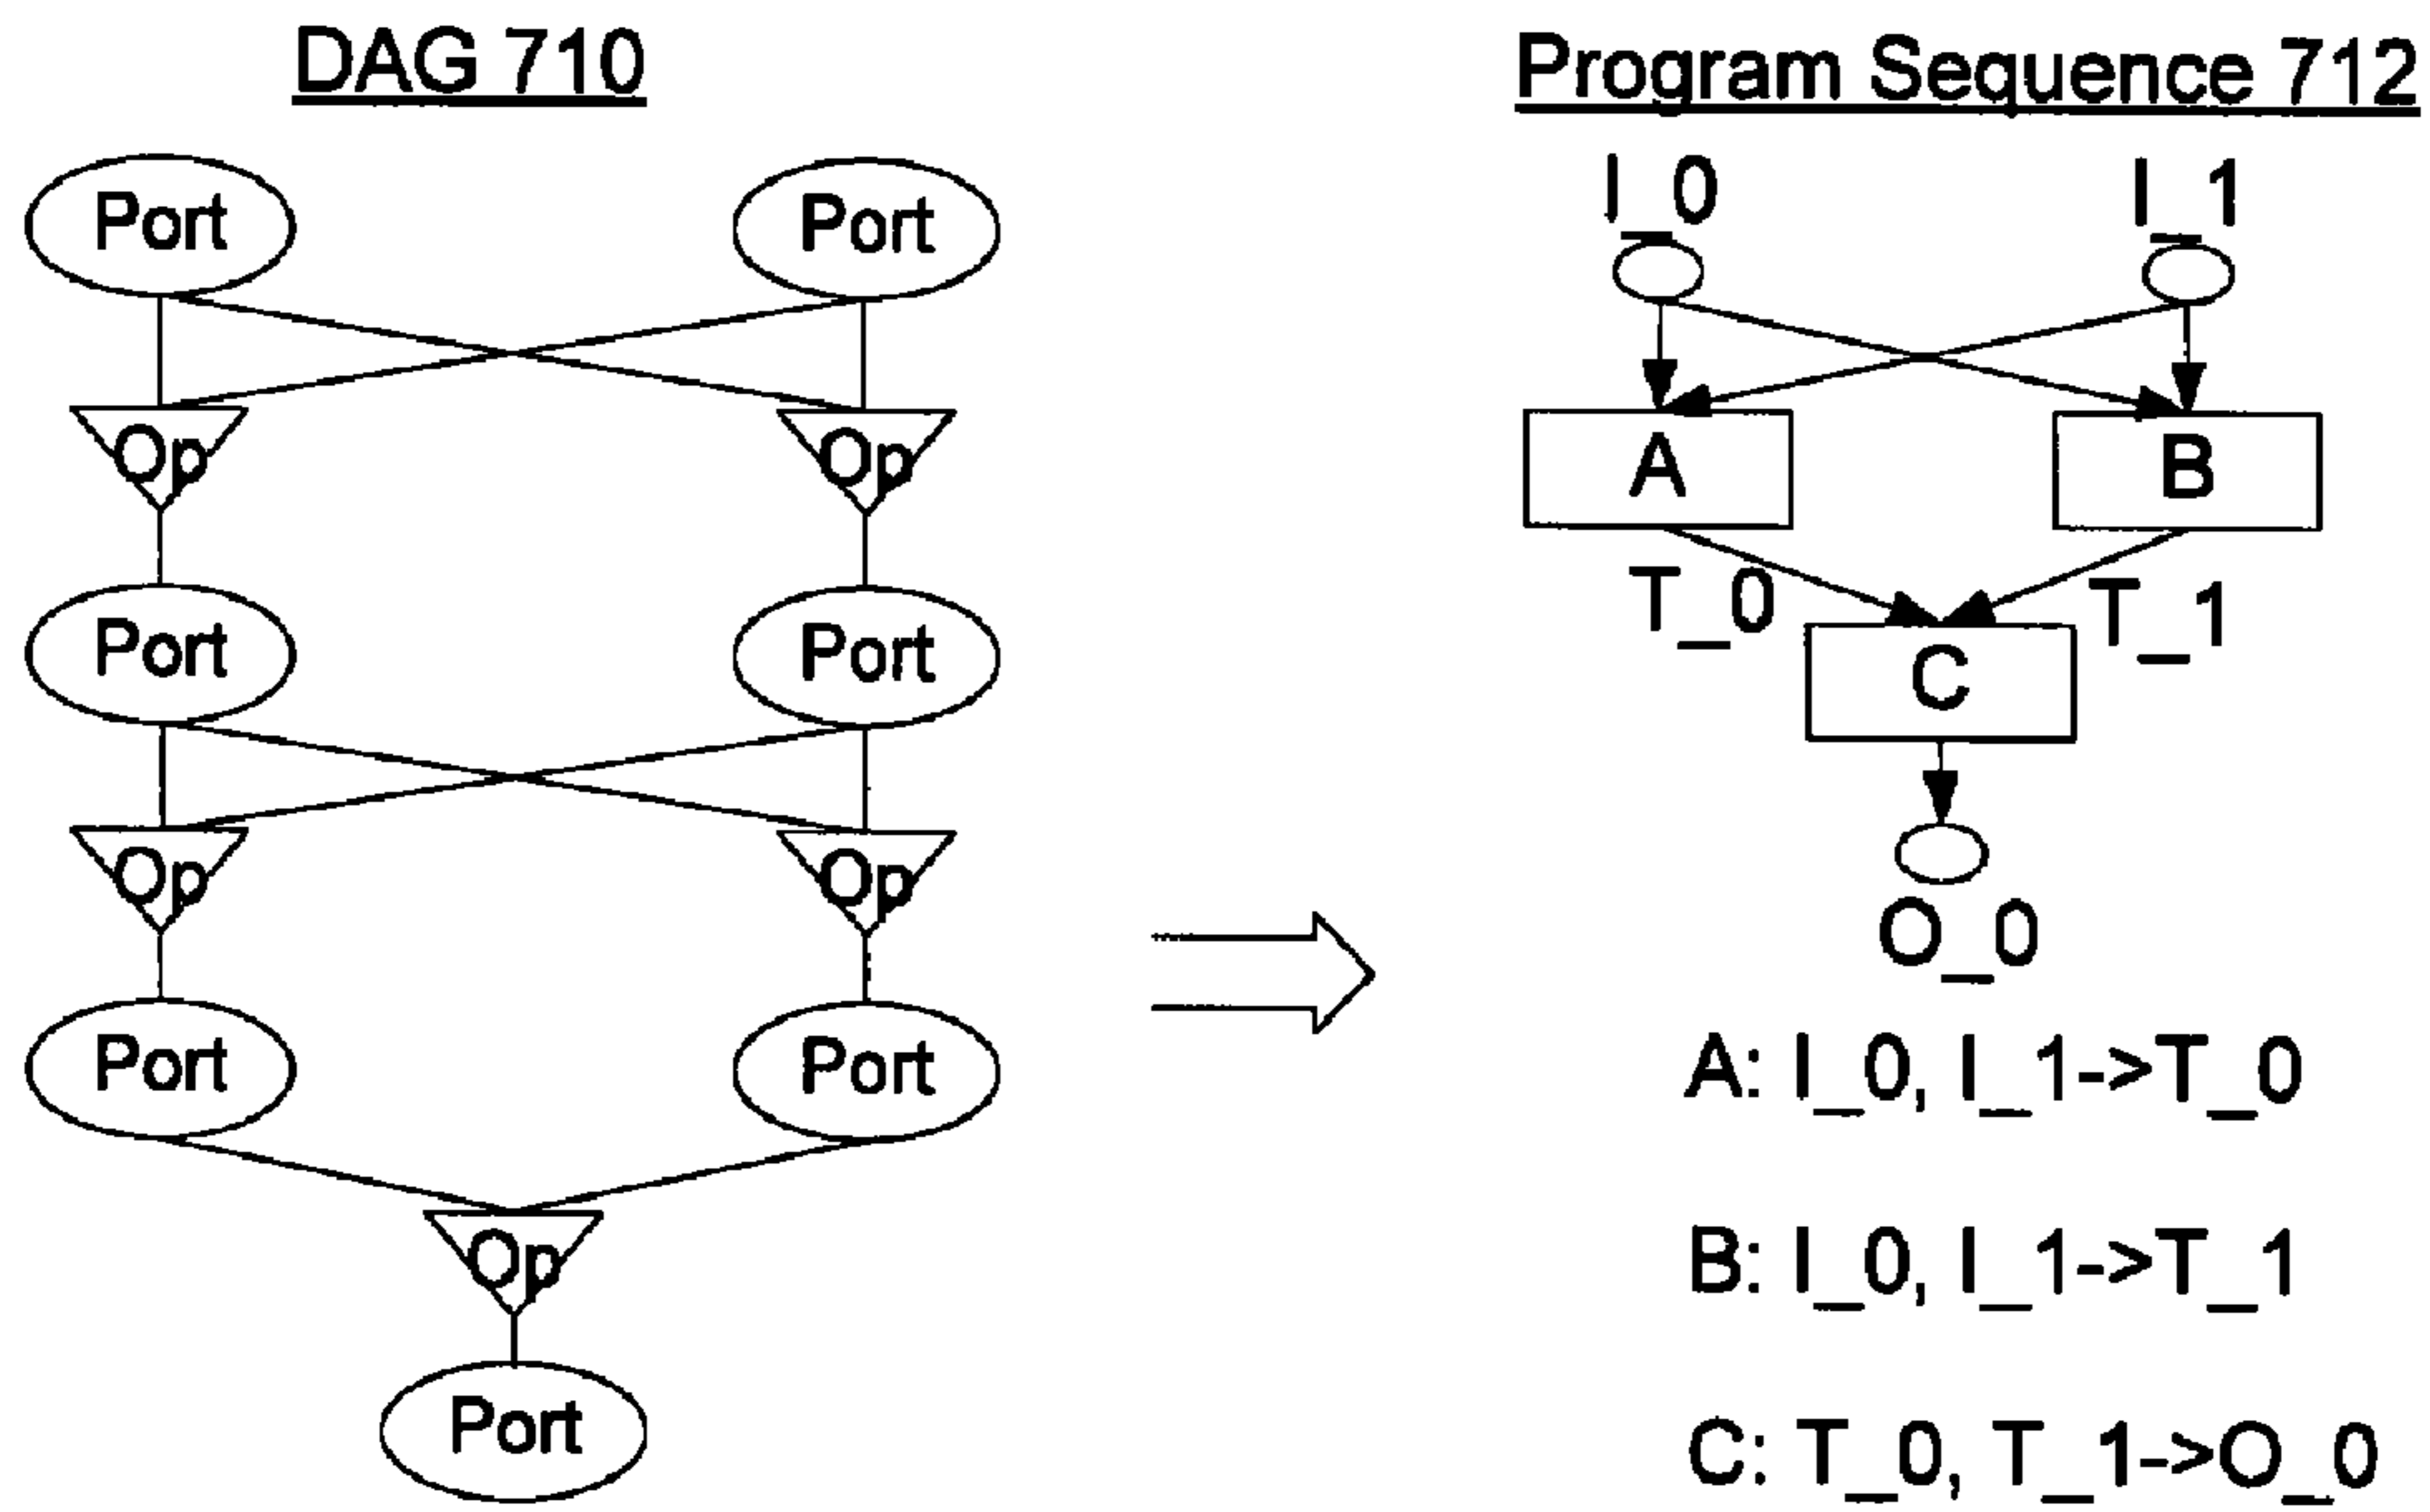 DAG 710
Port Port
Op Op
Port Port
Op Op
Port Port
Op
Port
Program Sequence 712
I_0 I_1
A B
T_0 T_1
C
O_0
A: I_0, I_1->T_0
B: I_0, I_1->T_1
C: T_0, T_1->O_0